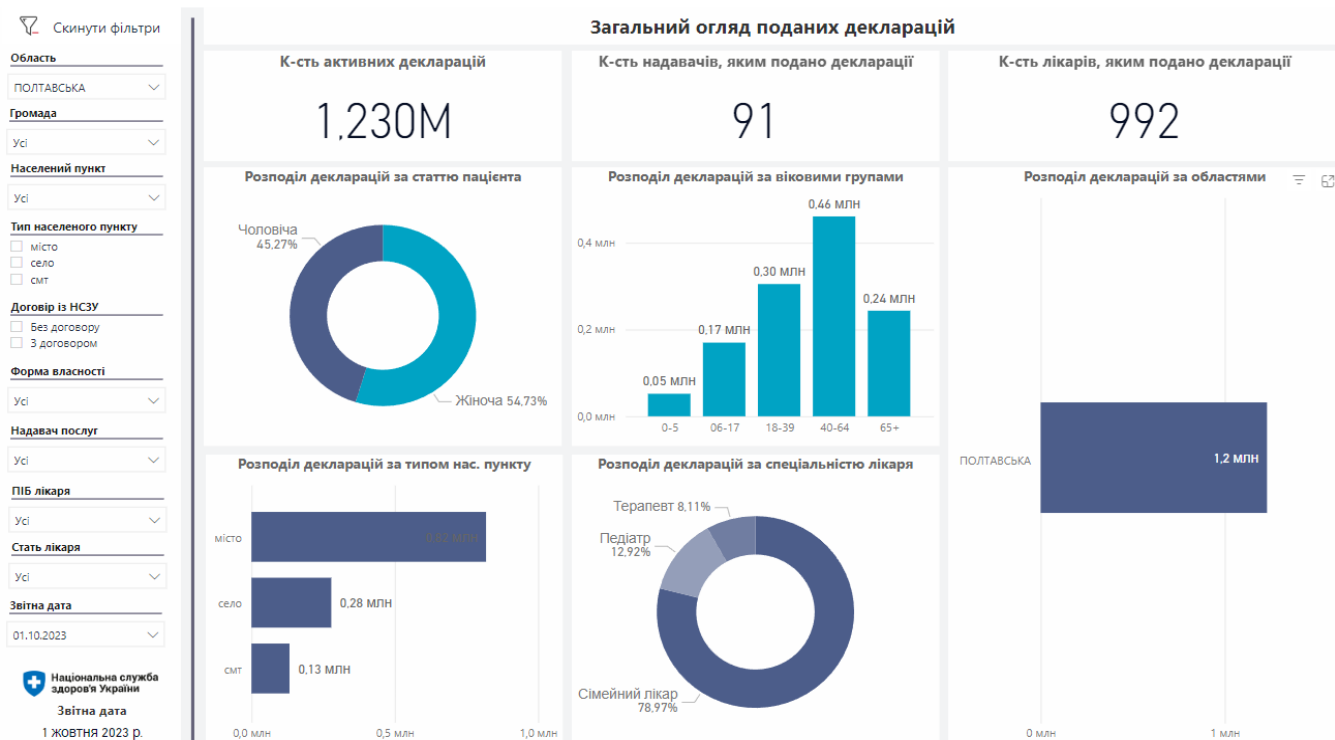 Скинути фільтри
Область
ПОЛТАВСЬКА
Громада
Усі
Населений пункт
Усі
Тип населеного пункту
місто
село
смт
Договір із НСЗУ
Без договору
З договором
Форма власності
Усі
Надавач послуг
Усі
ПІБ лікаря
Усі
Стать лікаря
Усі
Звітна дата
01.10.2023
Національна служба
здоров'я України
Звітна дата
1 жовтня 2023 р.
Загальний огляд поданих декларацій
К-сть активних декларацій
1,230M
К-сть надавачів, яким подано декларації
91
К-сть лікарів, яким подано декларації
992
Розподіл декларацій за статтю пацієнта
Чоловіча
45,27%
Жіноча 54,73%
Розподіл декларацій за віковими групами
0,4 млн
0,2 млн
0,0 млн
0,05 млн
0,17 млн
0,30 млн
0,46 млн
0,24 млн
0-5
06-17
18-39
40-64
65+
Розподіл декларацій за областями
ПОЛТАВСЬКА
1,2 млн
0 млн
1 млн
Розподіл декларацій за типом нас. пункту
місто
0,82 млн
село
0,28 млн
смт
0,13 млн
0,0 млн
0,5 млн
1,0 млн
Розподіл декларацій за спеціальністю лікаря
Терапевт 8,11%
Педіатр
12,92%
Сімейний лікар
78,97%